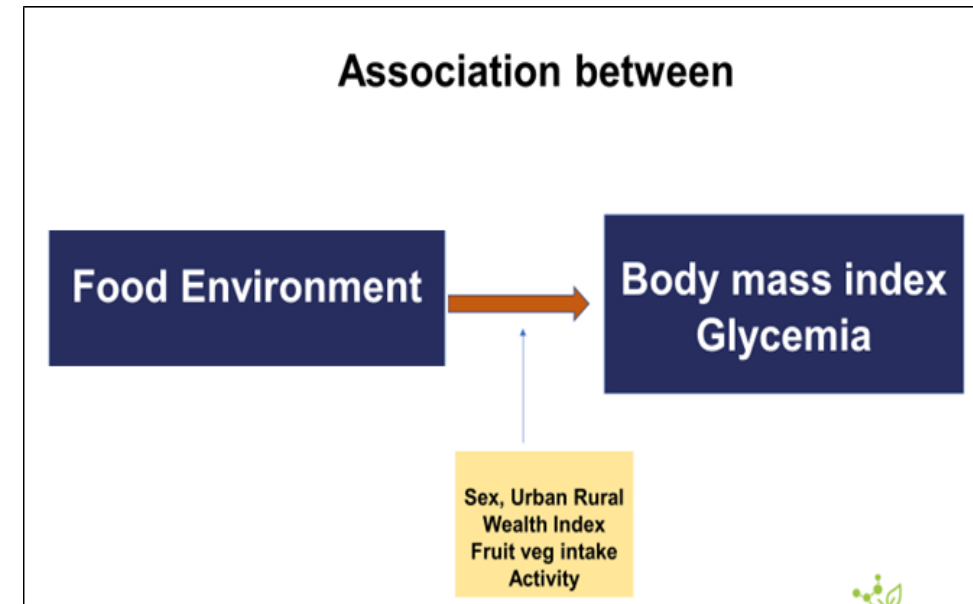 Association between
Food Environment
Body mass index
Glycemia
Sex, Urban Rural
Wealth Index
Fruit veg intake
Activity